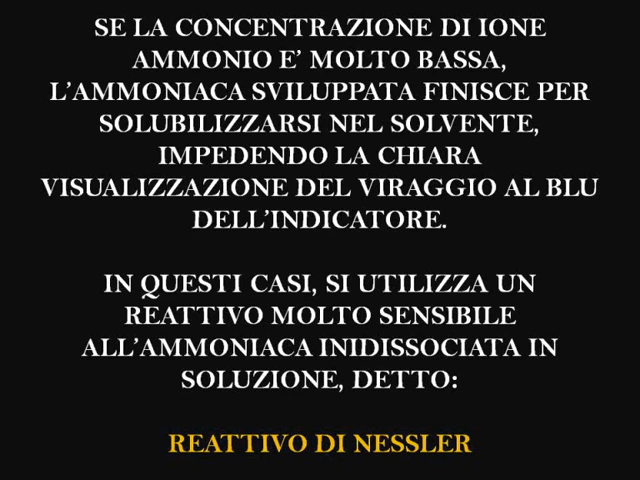 SE LA CONCENTRAZIONE DI IONE
AMMONIO E' MOLTO BASSA,
L'AMMONIACA SVILUPPATA FINISCE PER
SOLUBILIZZARSI NEL SOLVENTE,
IMPEDENDO LA CHIARA
VISUALIZZAZIONE DEL VIRAGGIO AL BLU
DELL'INDICATORE.
IN QUESTI CASI, SI UTILIZZA UN
REATTIVO MOLTO SENSIBILE
ALL'AMMONIACA INIDISSOCIATA IN
SOLUZIONE, DETTO:
REATTIVO DI NESSLER